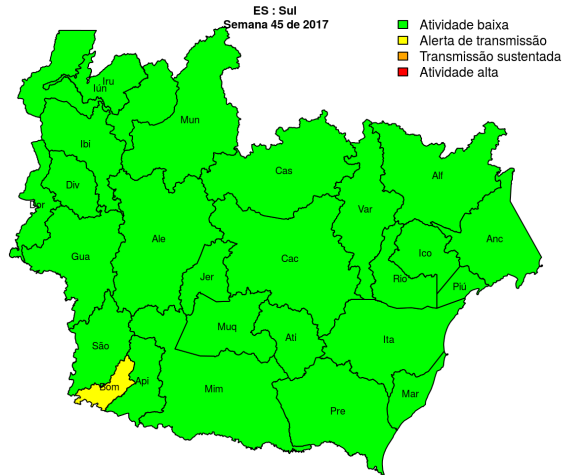 ES : Sul
Semana 45 de 2017
Atividade baixa
Alerta de transmissão
Transmissão sustentada
Atividade alta
Iru
Iún
Mun
Ibi
Cas
Alf
Div
Dor
Var
Ale
Anc
Ico
Gua
Cac
Jer
Rio
Piú
Muq
Ati
Ita
São
Bom
Api
Mim
Mar
Pre